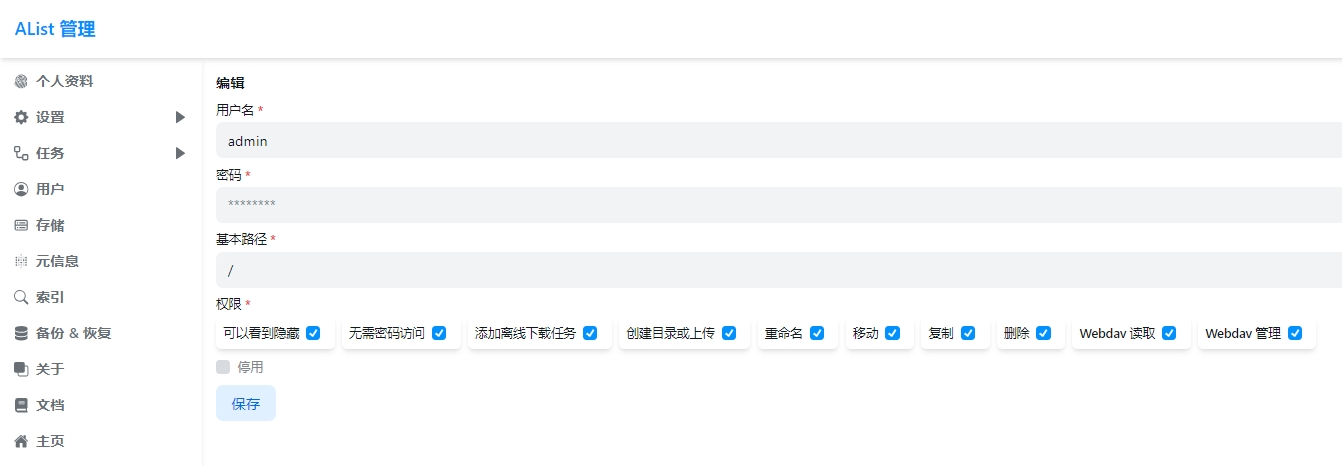 AList 管理
个人资料
设置
任务
用户
存储
元信息
索引
备份 & 恢复
关于
文档
主页
编辑
用户名 *
admin
密码 *
********
基本路径 *
/
权限 *
可以看到隐藏 无需密码访问 添加离线下载任务 创建目录或上传 重命名 移动 复制 删除 Webdav 读取 Webdav 管理
停用
保存